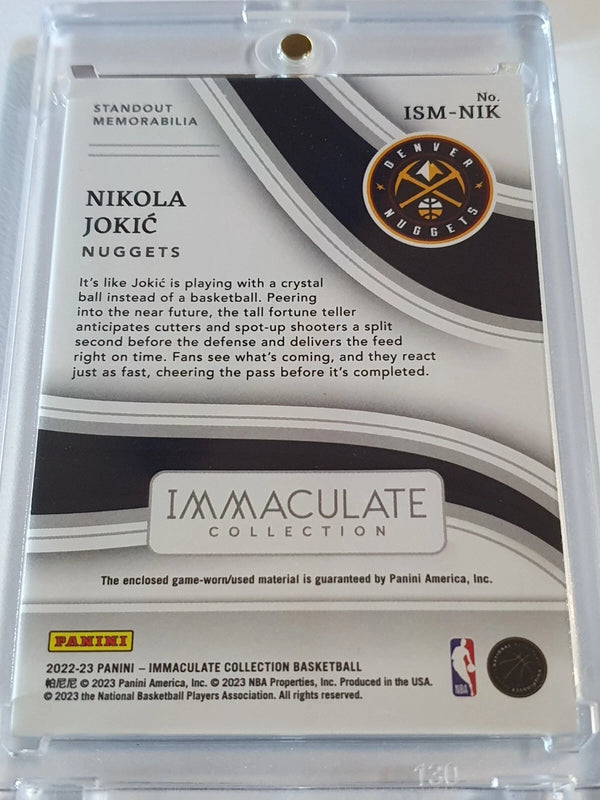 STANDOUT
MEMORABILIA
No.
ISM-NIK
DENVER
NUGGETS
NIKOLA
JOKIĆ
NUGGETS
It's like Jokić is playing with a crystal
ball instead of a basketball. Peering
into the near future, the tall fortune teller
anticipates cutters and spot-up shooters a split
second before the defense and delivers the feed
right on time. Fans see what's coming, and they react
just as fast, cheering the pass before it's completed.
IMMACULATE
COLLECTION
The enclosed game-worn/used material is guaranteed by Panini America, Inc.
PANINI
2022-23 PANINI – IMMACULATE COLLECTION BASKETBALL
帕尼尼 © 2023 Panini America, Inc. © 2023 NBA Properties, Inc. Produced in the USA.
© 2023 the National Basketball Players Association. All rights reserved.
NBA
130